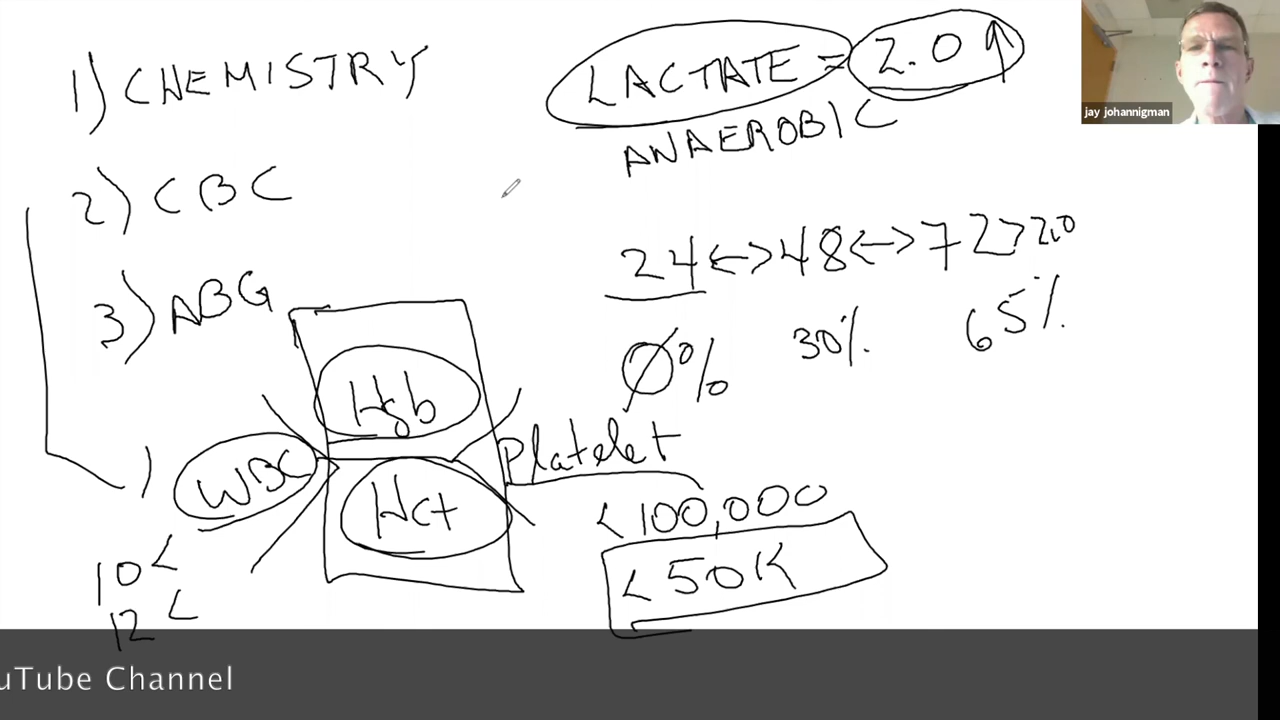 1) CHEMISTRY
2) CBC
3) ABG
LACTATE = 2.0 ↑
ANAEROBIC
24 <-> 48 <-> 72 > 2.0
0% 30% 65%
Hgb
WBC
Hct
Platelet
<100,000
<50K
10 <
12 <
jay johannigman
uTube Channel